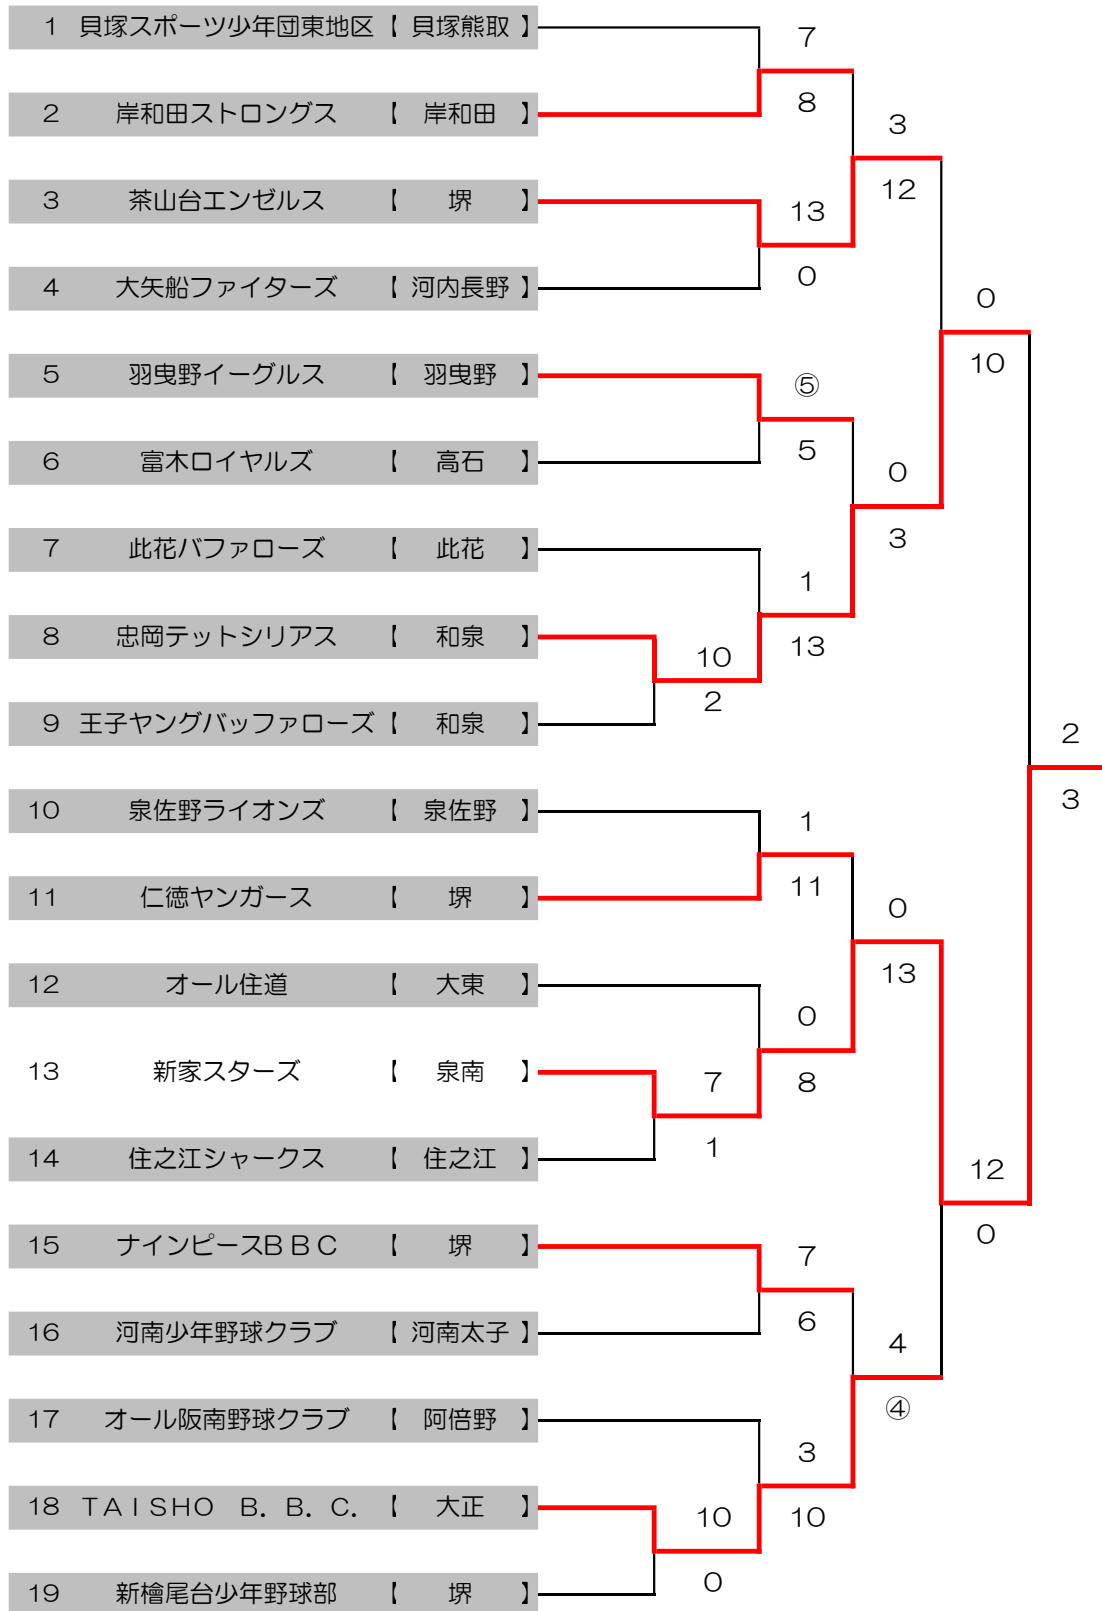 1 貝塚スポーツ少年団東地区【 貝塚熊取 】
7
2 岸和田ストロングス 【 岸和田 】
8
3
3 茶山台エンゼルス 【 堺 】
13
12
4 大矢船ファイターズ 【 河内長野 】
0
0
5 羽曳野イーグルス 【 羽曳野 】
⑤
10
6 富木ロイヤルズ 【 高石 】
5
0
7 此花バファローズ 【 此花 】
3
1
8 忠岡テットシリアス 【 和泉 】
10
13
2
9 王子ヤングバッファローズ【 和泉 】
2
3
10 泉佐野ライオンズ 【 泉佐野 】
1
11 仁徳ヤンガース 【 堺 】
11
0
12 オール住道 【 大東 】
13
0
13 新家スターズ 【 泉南 】
7
8
1
14 住之江シャークス 【 住之江 】
12
15 ナインピースBBC 【 堺 】
7
0
16 河南少年野球クラブ 【 河南太子 】
6
4
17 オール阪南野球クラブ 【 阿倍野 】
④
3
18 TAISHO B. B. C. 【 大正 】
10
10
0
19 新檜尾台少年野球部 【 堺 】